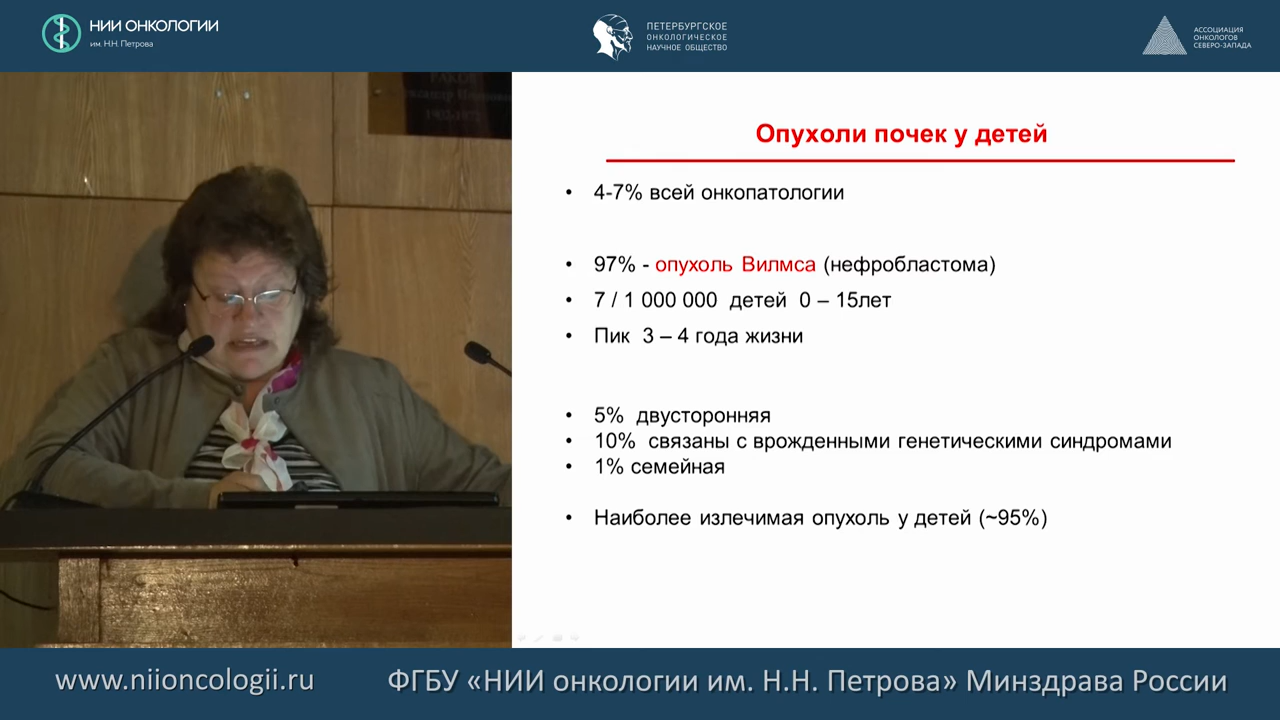 НИИ ОНКОЛОГИИ
им. Н.Н. Петрова
ПЕТЕРБУРГСКОЕ
ОНКОЛОГИЧЕСКОЕ
НАУЧНОЕ ОБЩЕСТВО
АССОЦИАЦИЯ
ОНКОЛОГОВ
СЕВЕРО-ЗАПАДА
Опухоли почек у детей
• 4-7% всей онкопатологии
• 97% - опухоль Вилмса (нефробластома)
• 7 / 1 000 000 детей 0 – 15лет
• Пик 3 – 4 года жизни
• 5% двусторонняя
• 10% связаны с врожденными генетическими синдромами
• 1% семейная
• Наиболее излечимая опухоль у детей (~95%)
www.niioncologii.ru
ФГБУ «НИИ онкологии им. Н.Н. Петрова» Минздрава России